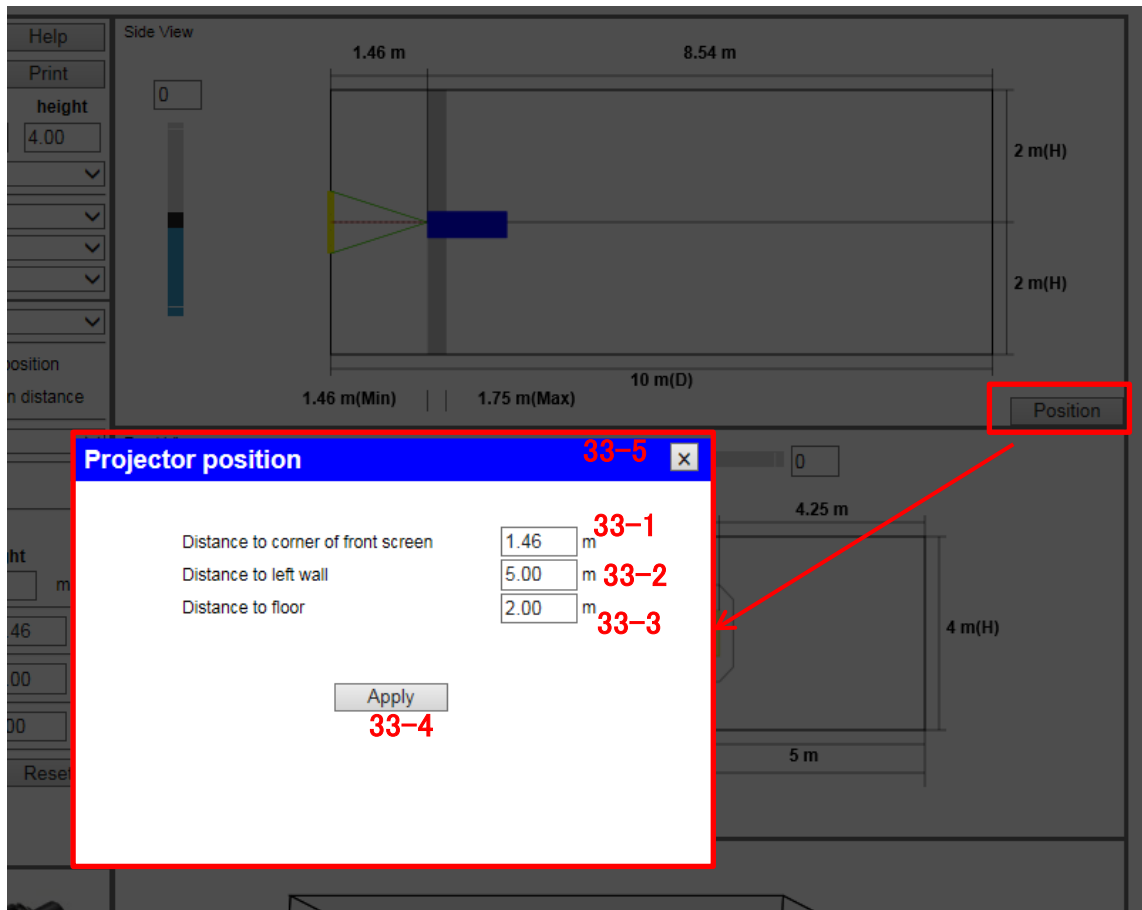 Help
Print
height
4.00
position
n distance
ht
m
46
00
00
Reset
Side View
0
1.46 m
8.54 m
2 m(H)
2 m(H)
10 m(D)
1.46 m(Min)
1.75 m(Max)
Position
Projector position
33-5
×
Distance to corner of front screen
1.46
m
33-1
Distance to left wall
5.00
m
33-2
Distance to floor
2.00
m
33-3
Apply
33-4
0
4.25 m
4 m(H)
5 m